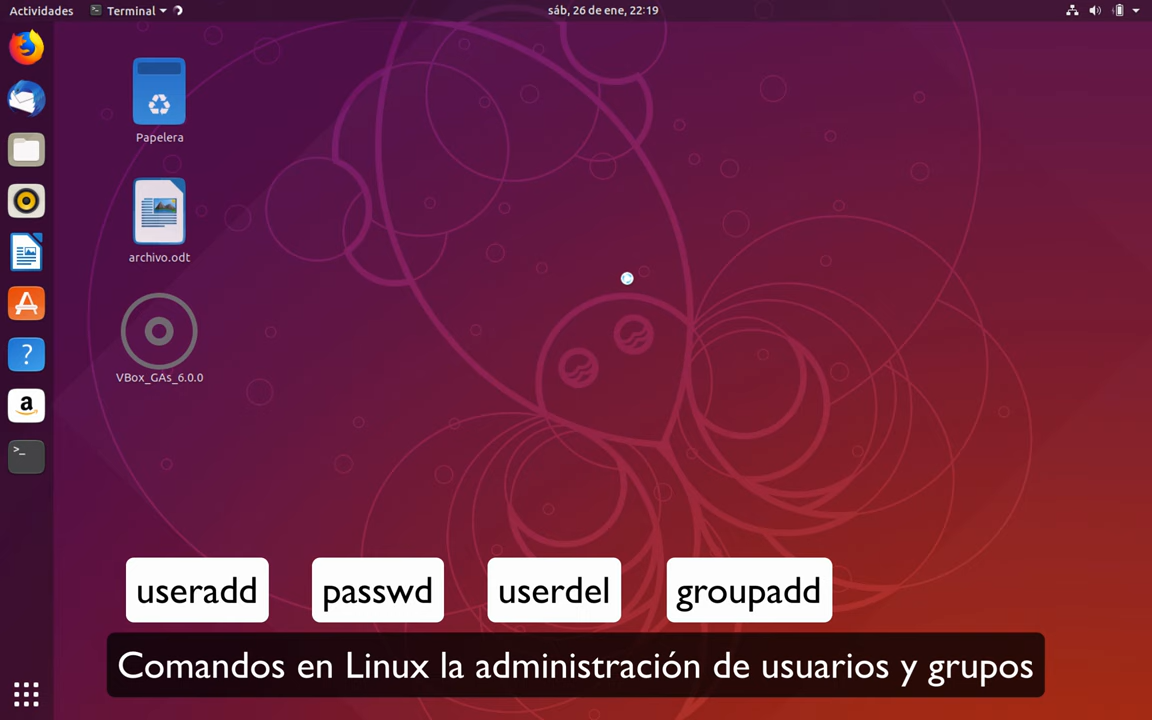 Actividades
Terminal
sáb, 26 de ene, 22:19
Papelera
archivo.odt
VBox_GAs_6.0.0
useradd
passwd
userdel
groupadd
Comandos en Linux la administración de usuarios y grupos